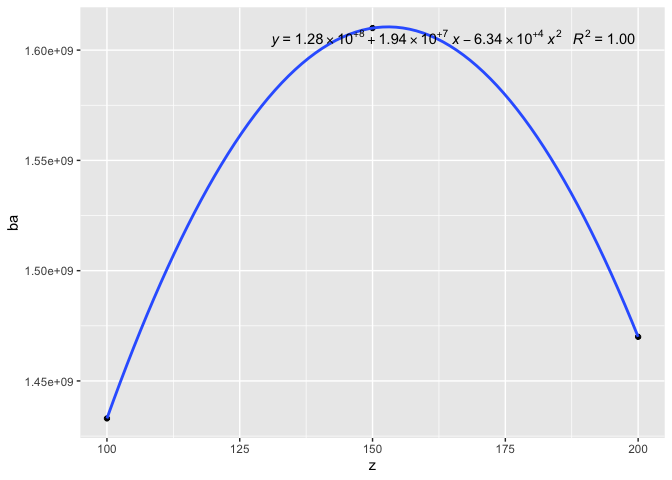 1.60e+09
y = 1.28 × 10⁺⁸ + 1.94 × 10⁺⁷ x − 6.34 × 10⁺⁴ x² R² = 1.00
1.55e+09
ba
1.50e+09
1.45e+09
100 125 150 175 200
z